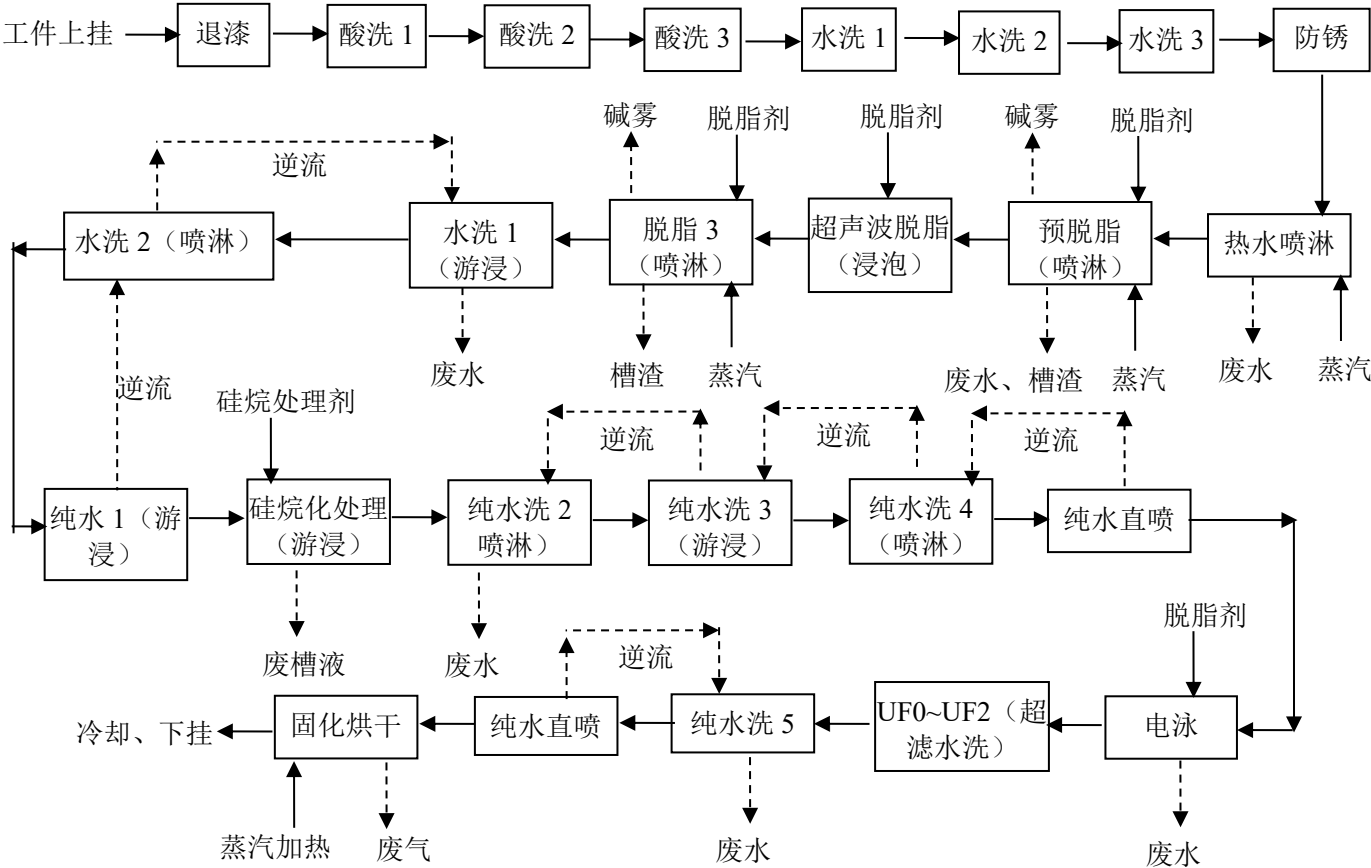 工件上挂
退漆
酸洗 1
酸洗 2
酸洗 3
水洗 1
水洗 2
水洗 3
防锈
碱雾
脱脂剂
脱脂剂
碱雾
脱脂剂
逆流
水洗 2（喷淋）
水洗 1
（游浸）
脱脂 3
（喷淋）
超声波脱脂
（浸泡）
预脱脂
（喷淋）
热水喷淋
废水
槽渣
蒸汽
废水、槽渣
蒸汽
废水
蒸汽
逆流
硅烷处理剂
逆流
逆流
逆流
纯水 1（游
浸）
硅烷化处理
（游浸）
纯水洗 2
喷淋）
纯水洗 3
（游浸）
纯水洗 4
（喷淋）
纯水直喷
废槽液
废水
逆流
脱脂剂
冷却、下挂
固化烘干
纯水直喷
纯水洗 5
UF0~UF2（超
滤水洗）
电泳
蒸汽加热
废气
废水
废水